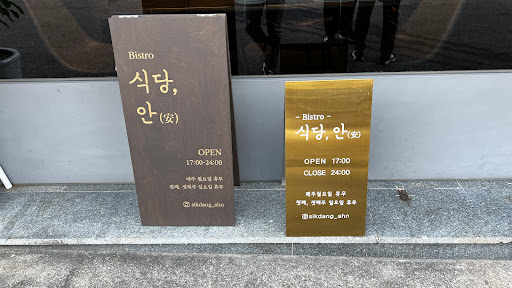 Bistro
식당,
안(安)
OPEN
17:00-24:00
매주 월요일 휴무
첫째, 셋째주 일요일 휴무
sikdang_ahn
- Bistro -
식당, 안(安)
OPEN 17:00
CLOSE 24:00
매주월요일 휴무
첫째, 셋째주 일요일 휴무
sikdang_ahn